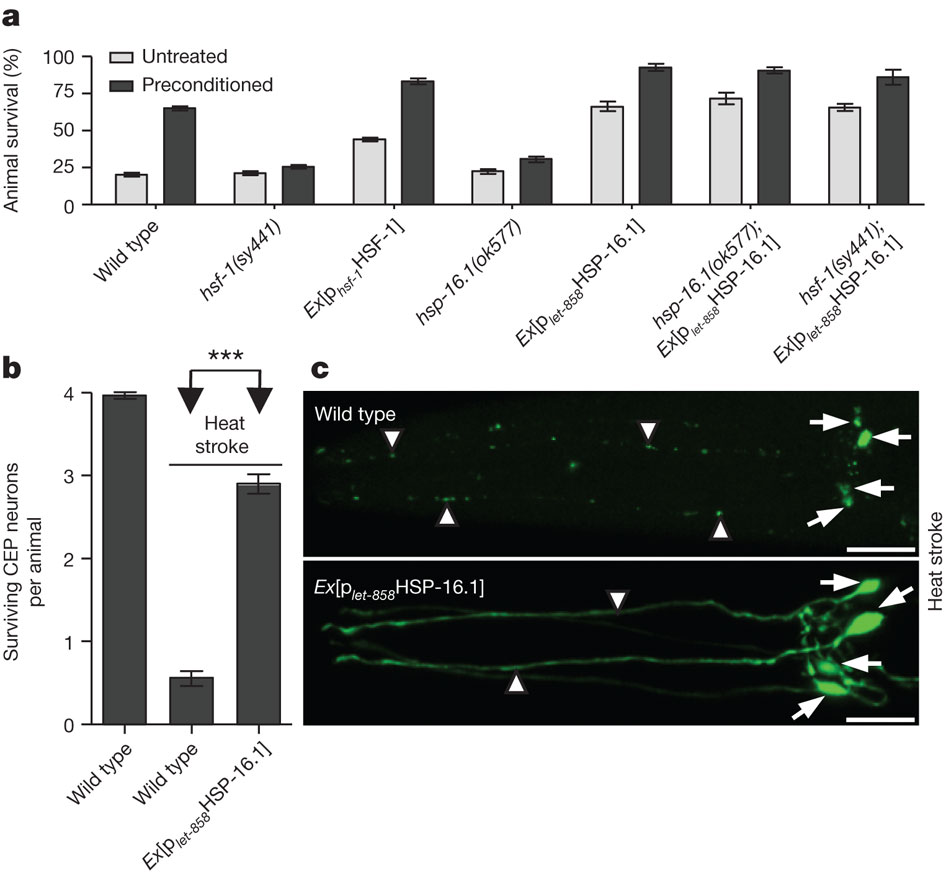 a
Animal survival (%)
100
75
50
25
0
Untreated
Preconditioned
Wild type
hsf-1(sy441)
Ex[phsf-1HSF-1]
hsp-16.1(ok577)
Ex[plet-858HSP-16.1]
hsp-16.1(ok577);
Ex[plet-858HSP-16.1]
hsf-1(sy441);
Ex[plet-858HSP-16.1]
b
Surviving CEP neurons
per animal
4
3
2
1
0
***
Heat
stroke
Wild type
Wild type
Ex[plet-858HSP-16.1]
c
Wild type
Ex[plet-858HSP-16.1]
Heat stroke